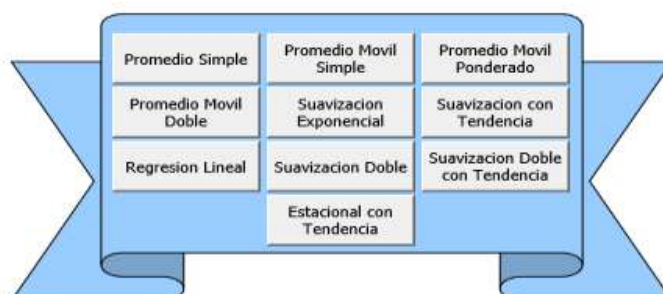 Promedio Simple
Promedio Movil
Simple
Promedio Movil
Ponderado
Promedio Movil
Doble
Suavizacion
Exponencial
Suavizacion con
Tendencia
Regresion Lineal
Suavizacion Doble
Suavizacion Doble
con Tendencia
Estacional con
Tendencia